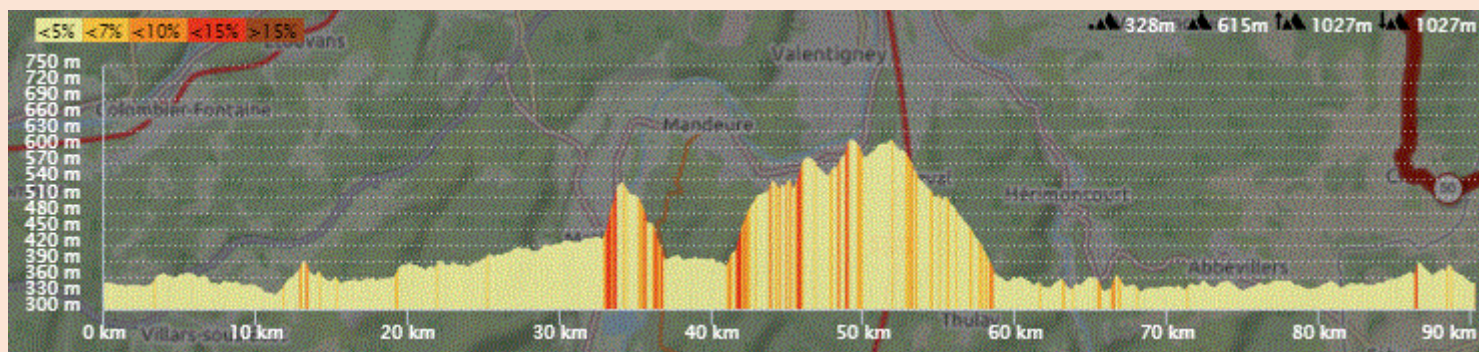 <5% <7% <10% <15% >15%
328m 615m 1027m 1027m
Valentigney
750 m
720 m
690 m
Colombier-Fontaine
660 m
Mandeure
630 m
600 m
570 m
540 m
510 m
Hérimoncourt
480 m
450 m
420 m
390 m
Abbévillers
360 m
330 m
300 m
50
0 km 10 km 20 km 30 km 40 km 50 km 60 km 70 km 80 km 90 km
Thulay